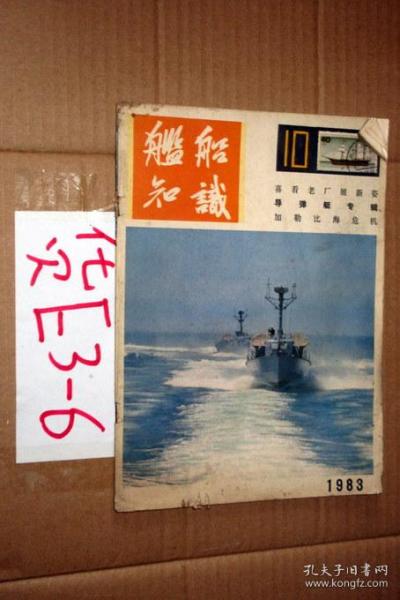 艦船
知識
10
40
喜看老厂展新姿
导弹艇专辑
加勒比海危机
1983
E3-6
孔夫子旧书网
www.kongfz.com